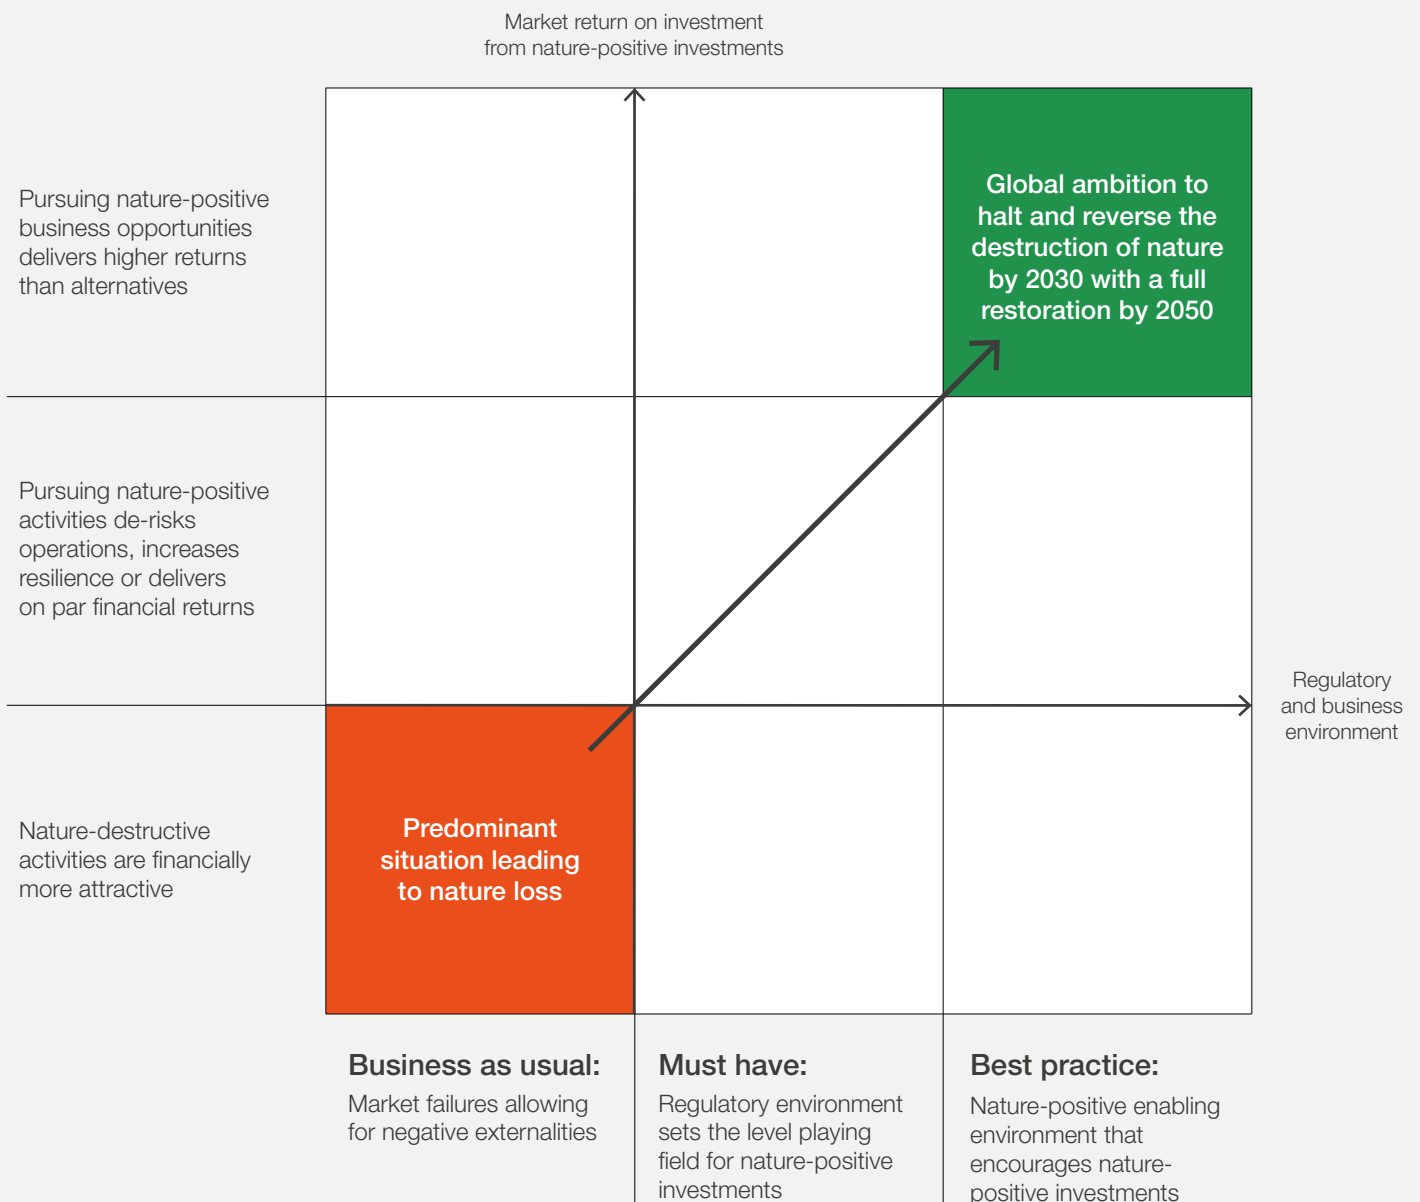 Market return on investment
from nature-positive investments
Pursuing nature-positive
business opportunities
delivers higher returns
than alternatives
Global ambition to
halt and reverse the
destruction of nature
by 2030 with a full
restoration by 2050
Pursuing nature-positive
activities de-risks
operations, increases
resilience or delivers
on par financial returns
Regulatory
and business
environment
Nature-destructive
activities are financially
more attractive
Predominant
situation leading
to nature loss
Business as usual:
Market failures allowing
for negative externalities
Must have:
Regulatory environment
sets the level playing
field for nature-positive
investments
Best practice:
Nature-positive enabling
environment that
encourages nature-
positive investments